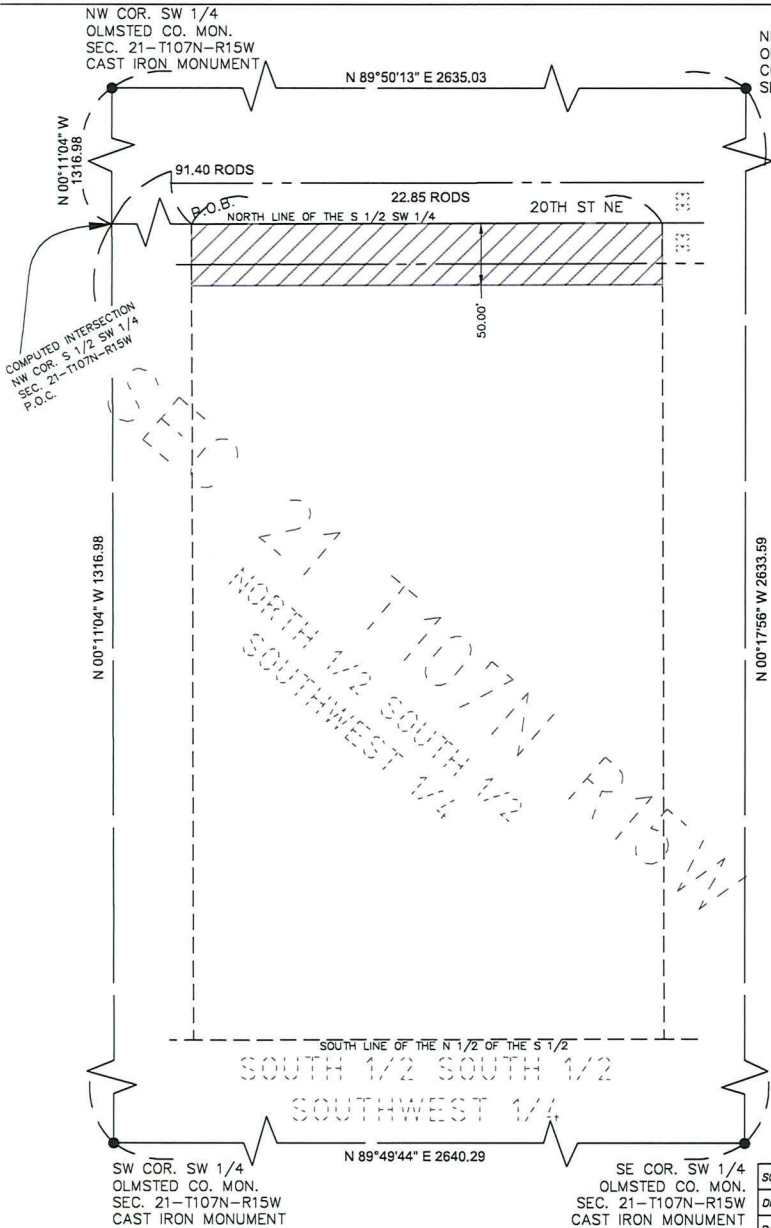 NW COR. SW 1/4
OLMSTED CO. MON.
SEC. 21-T107N-R15W
CAST IRON MONUMENT
N 89°50'13" E 2635.03
N 00°11'04" W
1316.98
91.40 RODS
22.85 RODS
P.O.B.
NORTH LINE OF THE S 1/2 SW 1/4
20TH ST NE
50.00'
COMPUTED INTERSECTION
NW COR. S 1/2 SW 1/4
SEC. 21-T107N-R15W
P.O.C.
SEC 21 T107N R15W
NORTH 1/2 SOUTH 1/2
SOUTHWEST 1/4
N 00°11'04" W 1316.98
N 00°17'56" W 2633.59
SOUTH LINE OF THE N 1/2 OF THE S 1/2
SOUTH 1/2 SOUTH 1/2
SOUTHWEST 1/4
N 89°49'44" E 2640.29
SW COR. SW 1/4
OLMSTED CO. MON.
SEC. 21-T107N-R15W
CAST IRON MONUMENT
SE COR. SW 1/4
OLMSTED CO. MON.
SEC. 21-T107N-R15W
CAST IRON MONUMENT